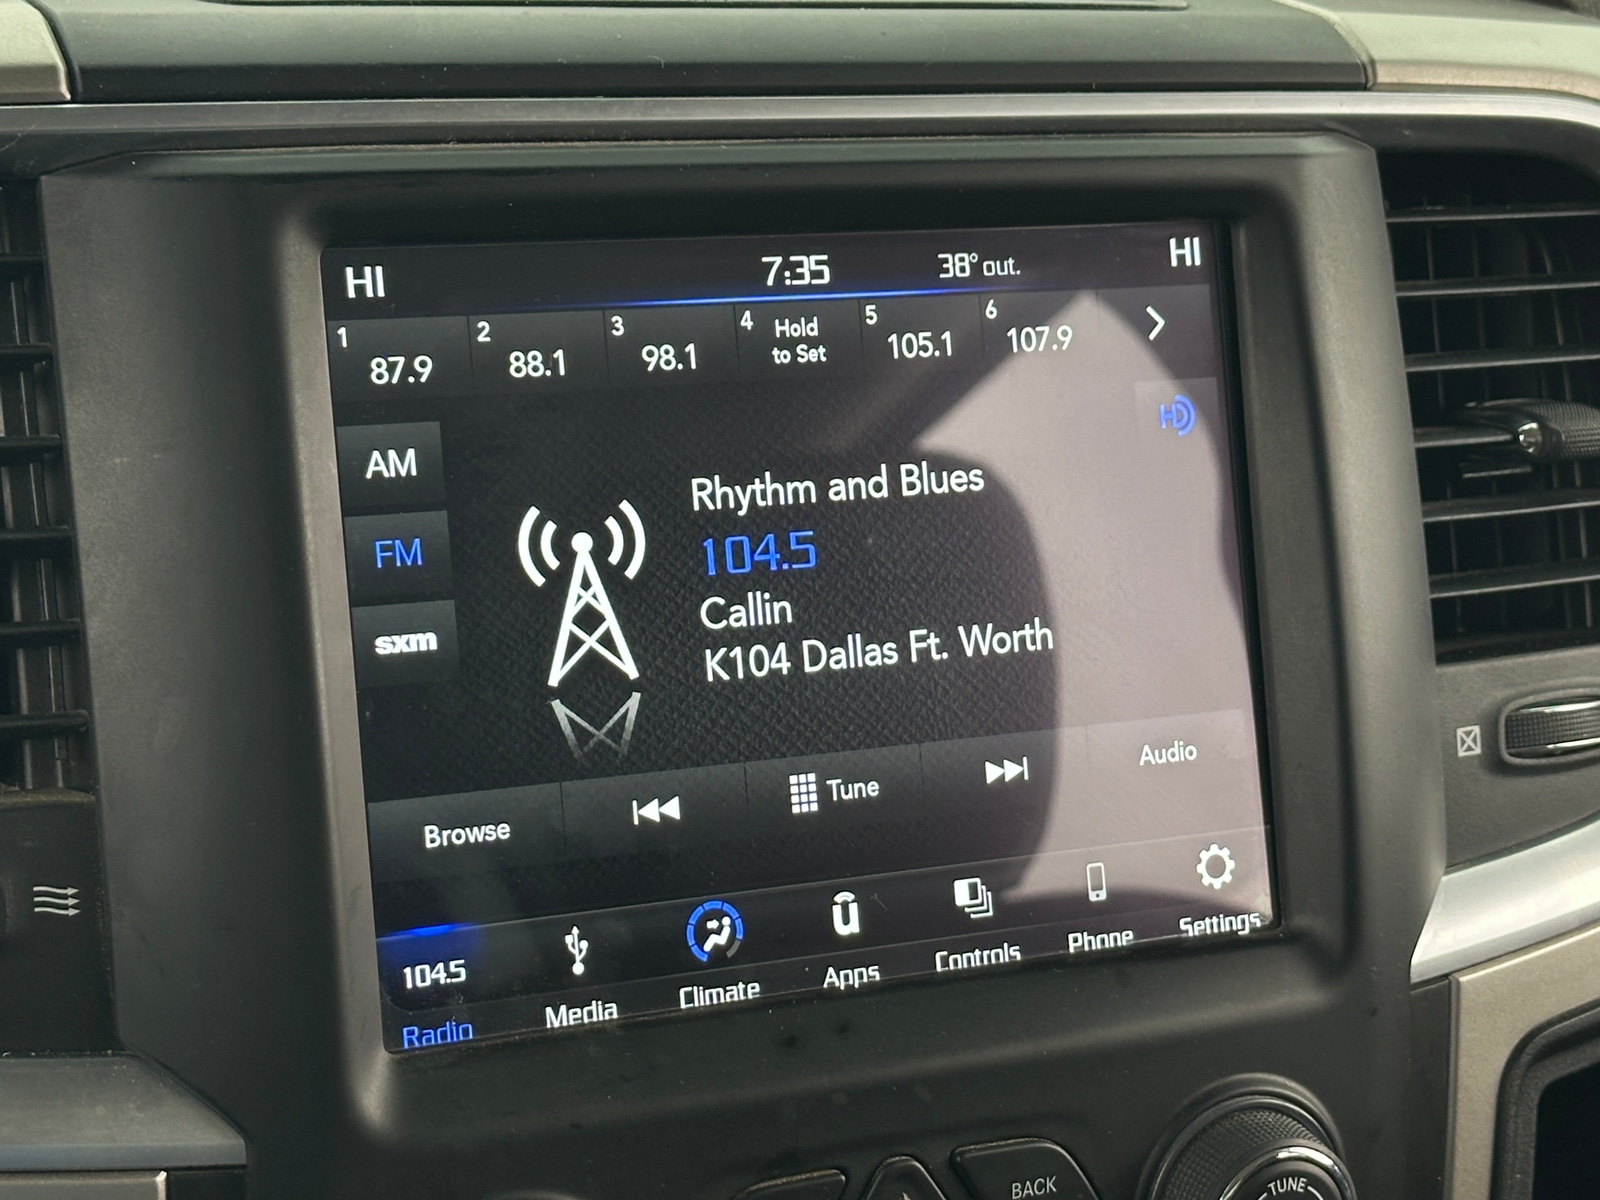 HI 7:35 38° out. HI
1 87.9
2 88.1
3 98.1
4 Hold
to Set
5 105.1
6 107.9
HD
AM
FM
sxm
Rhythm and Blues
104.5
Callin
K104 Dallas Ft. Worth
Browse
Tune
Audio
104.5
Radio
Media
Climate
Apps
Controls
Phone
Settings
BACK
TUNE